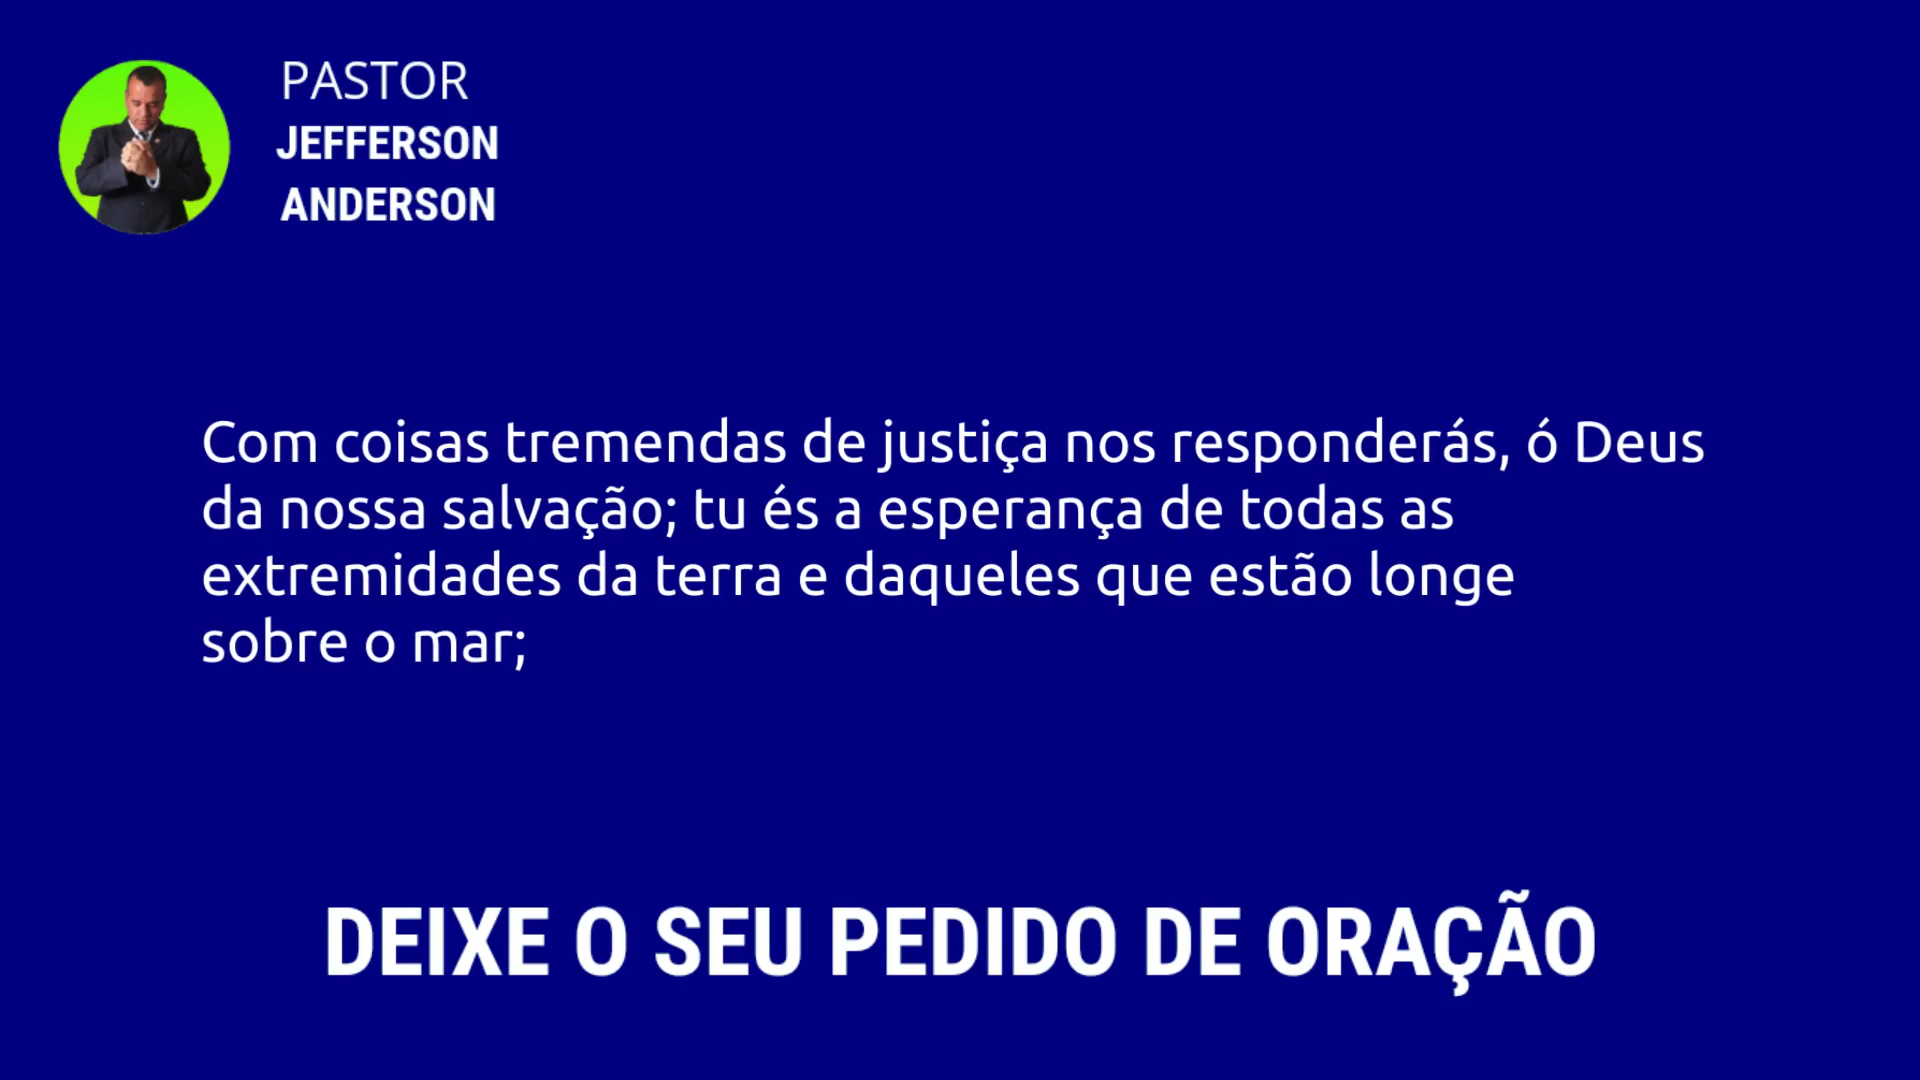 PASTOR
JEFFERSON
ANDERSON
Com coisas tremendas de justiça nos responderás, ó Deus
da nossa salvação; tu és a esperança de todas as
extremidades da terra e daqueles que estão longe
sobre o mar;
DEIXE O SEU PEDIDO DE ORAÇÃO